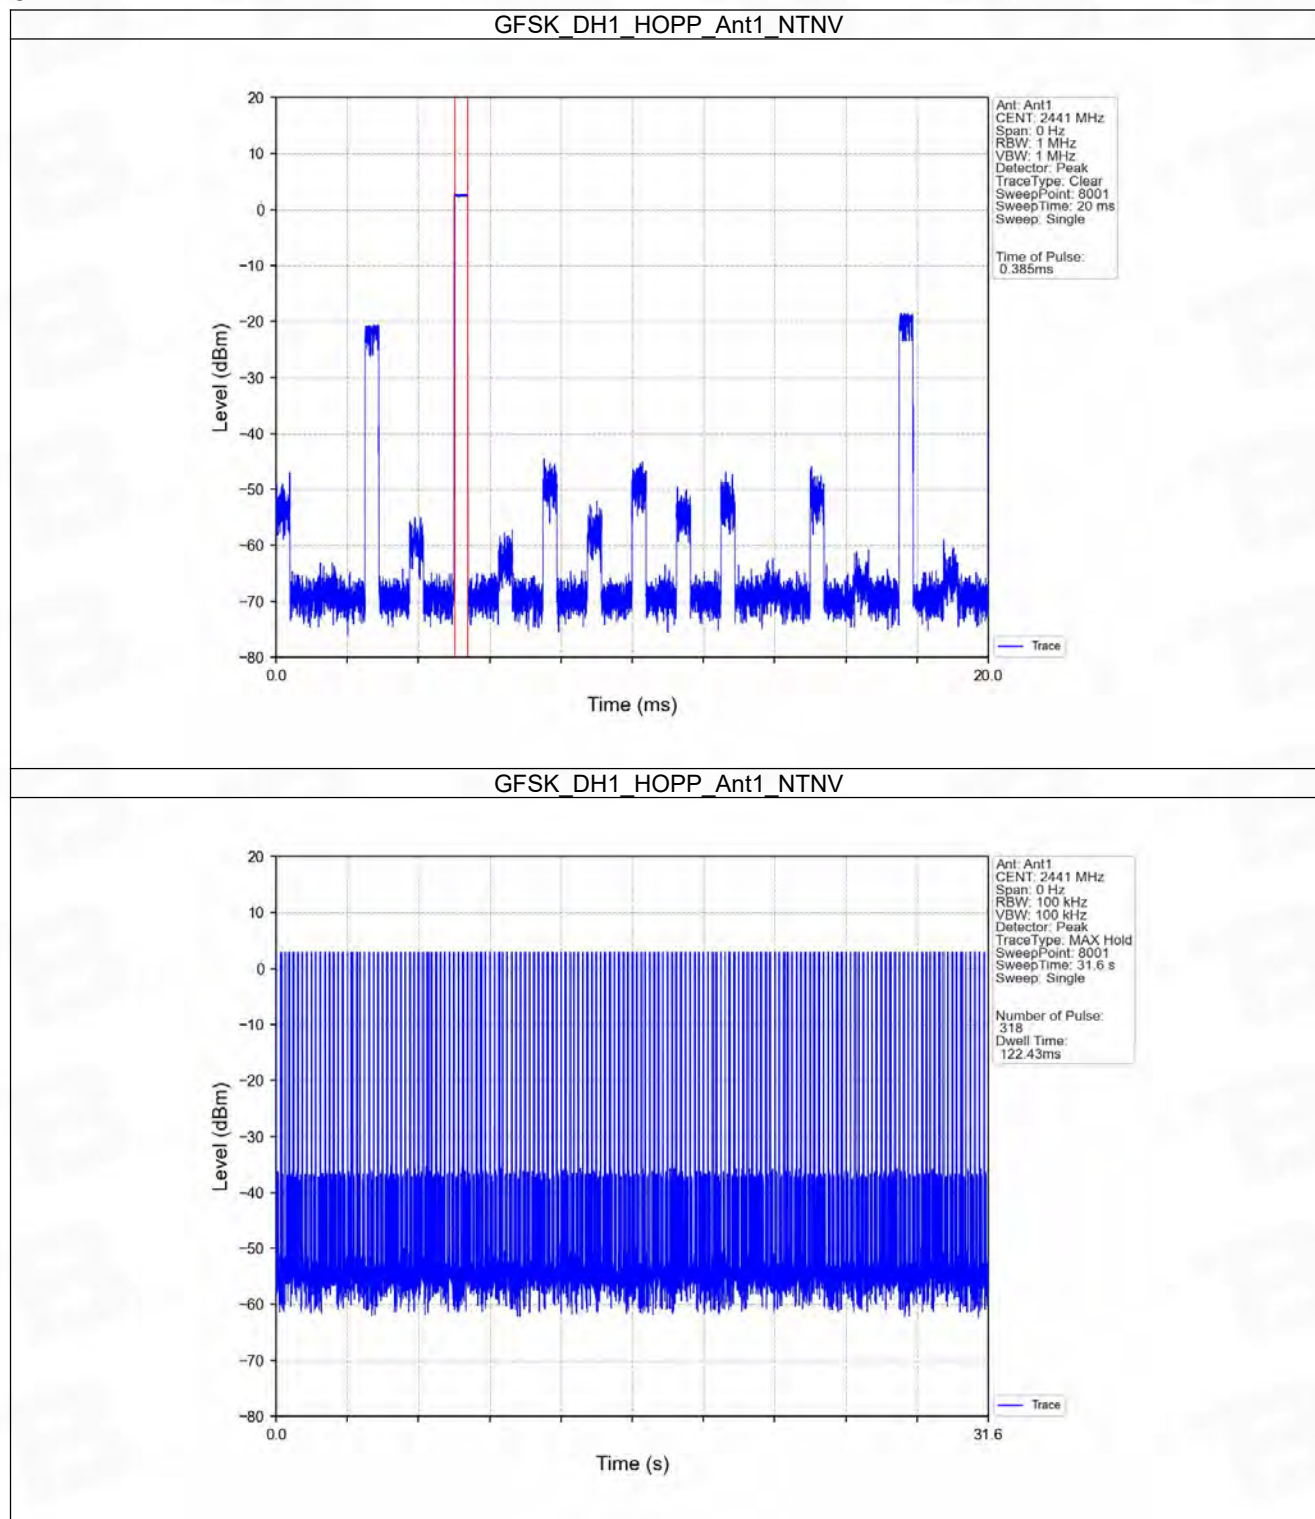 GFSK_DH1_HOPP_Ant1_NTNV
20
10
0
−10
−20
−30
−40
−50
−60
−70
−80
Level (dBm)
0.0
20.0
Time (ms)
Ant: Ant1
CENT: 2441 MHz
Span: 0 Hz
RBW: 1 MHz
VBW: 1 MHz
Detector: Peak
TraceType: Clear
SweepPoint: 8001
SweepTime: 20 ms
Sweep: Single
Time of Pulse:
0.385ms
Trace
GFSK_DH1_HOPP_Ant1_NTNV
20
10
0
−10
−20
−30
−40
−50
−60
−70
−80
Level (dBm)
0.0
31.6
Time (s)
Ant: Ant1
CENT: 2441 MHz
Span: 0 Hz
RBW: 100 kHz
VBW: 100 kHz
Detector: Peak
TraceType: MAX Hold
SweepPoint: 8001
SweepTime: 31.6 s
Sweep: Single
Number of Pulse:
318
Dwell Time:
122.43ms
Trace